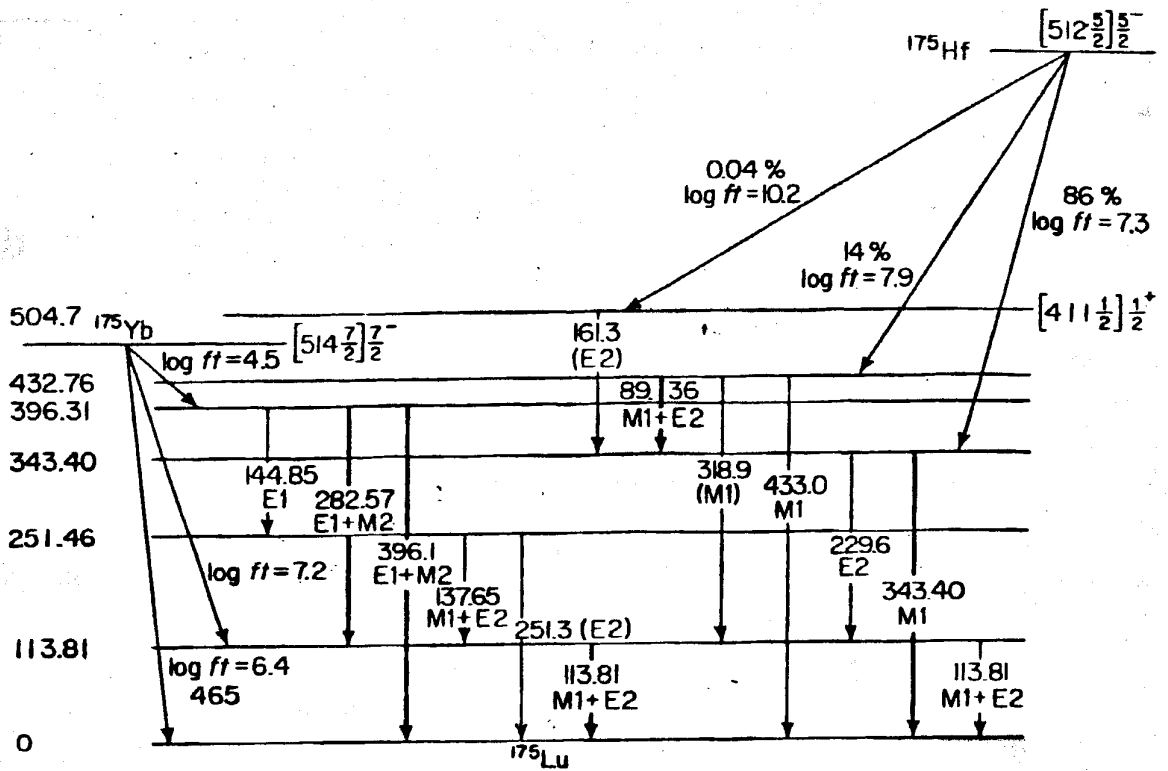 ¹⁷⁵Hf
[512 5/2] 5/2⁻
0.04 %
log ft = 10.2
86 %
log ft = 7.3
14 %
log ft = 7.9
504.7
¹⁷⁵Yb
[514 7/2] 7/2⁻
[411 1/2] 1/2⁺
161.3
(E2)
log ft = 4.5
432.76
89.36
M1+E2
396.31
343.40
144.85
E1
282.57
E1+M2
318.9
(M1)
433.0
M1
251.46
396.1
E1+M2
229.6
E2
log ft = 7.2
137.65
M1+E2
343.40
M1
251.3 (E2)
113.81
log ft = 6.4
465
113.81
M1+E2
113.81
M1+E2
0
¹⁷⁵Lu